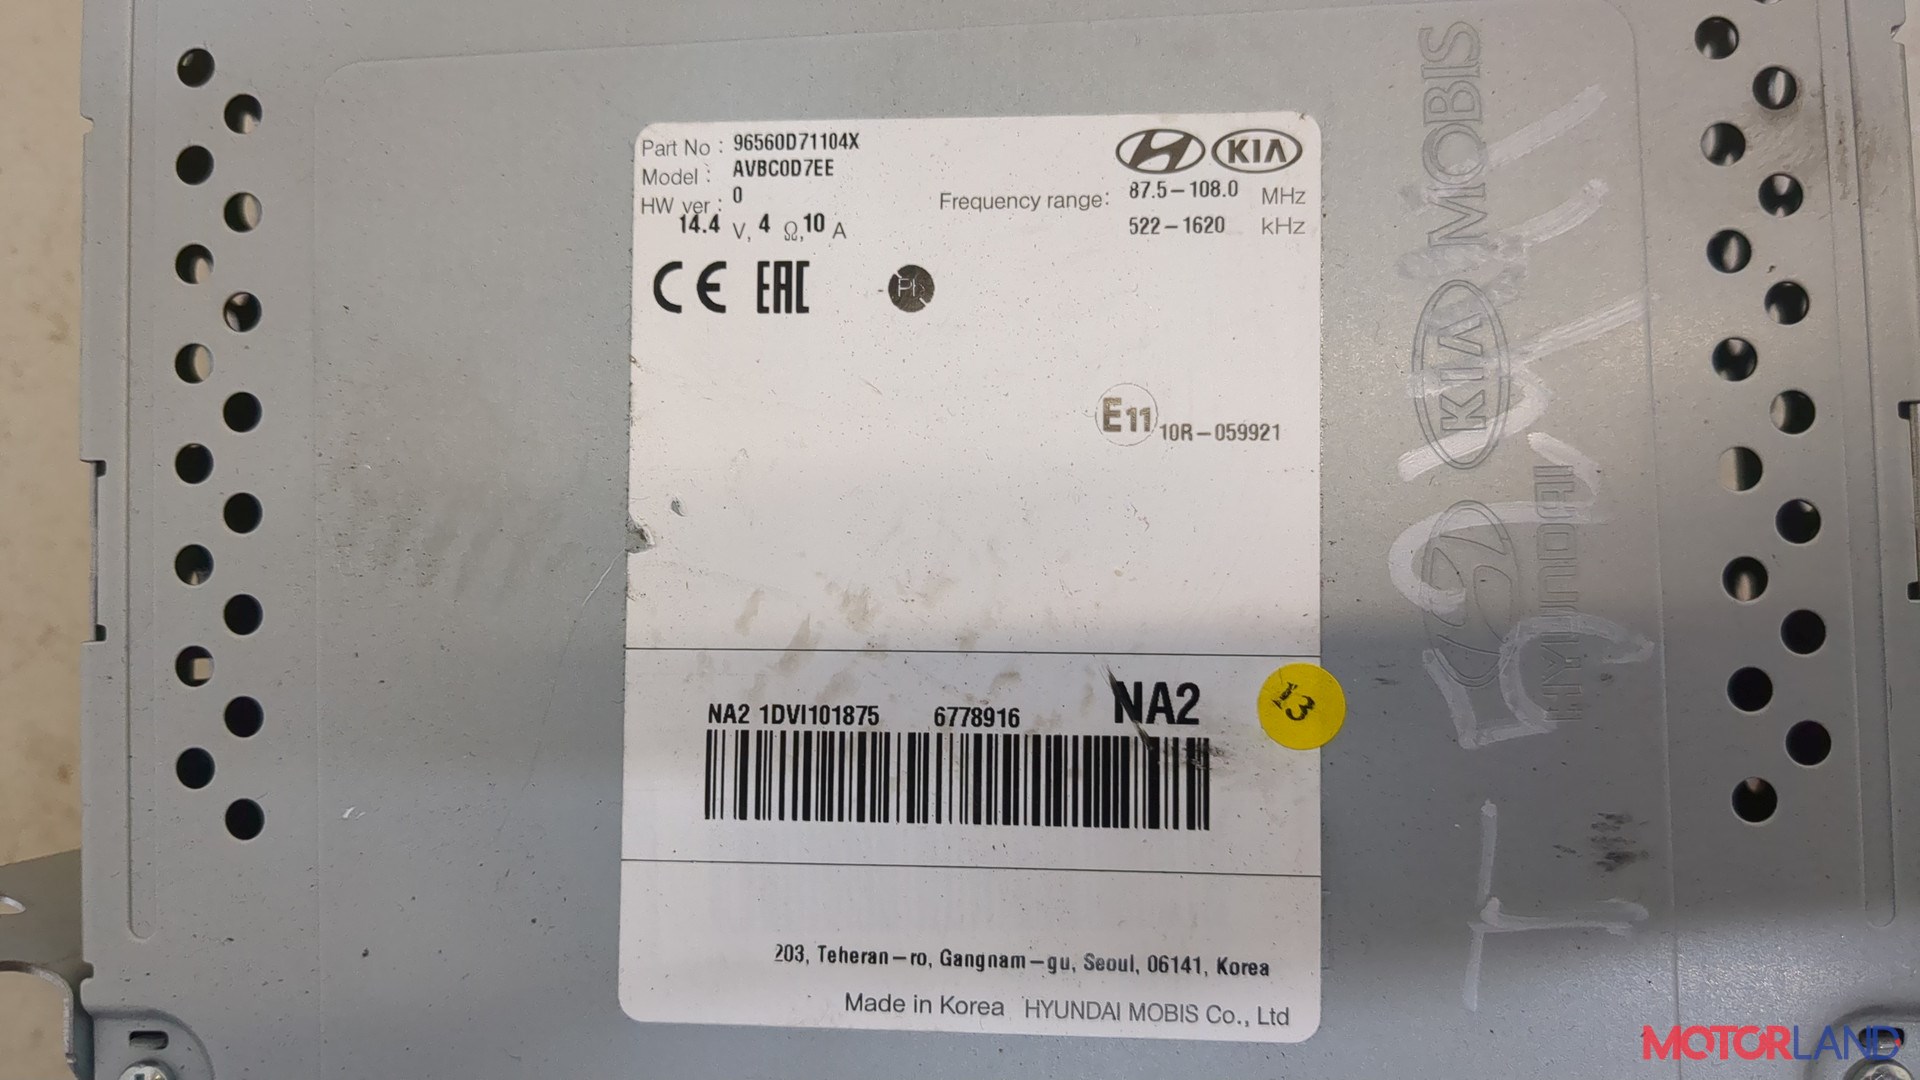 Part No : 96560D71104X
Model : AVBC0D7EE
HW ver : 0
14.4 V, 4 Ω, 10 A
KIA
Frequency range: 87.5-108.0 MHz
522-1620 kHz
CE EAC
Pb
E11 10R-059921
NA2 1DVI101875 6778916 NA2
13
203, Teheran-ro, Gangnam-gu, Seoul, 06141, Korea
Made in Korea HYUNDAI MOBIS Co., Ltd
HYUNDAI KIA MOBIS
MOTORLAND